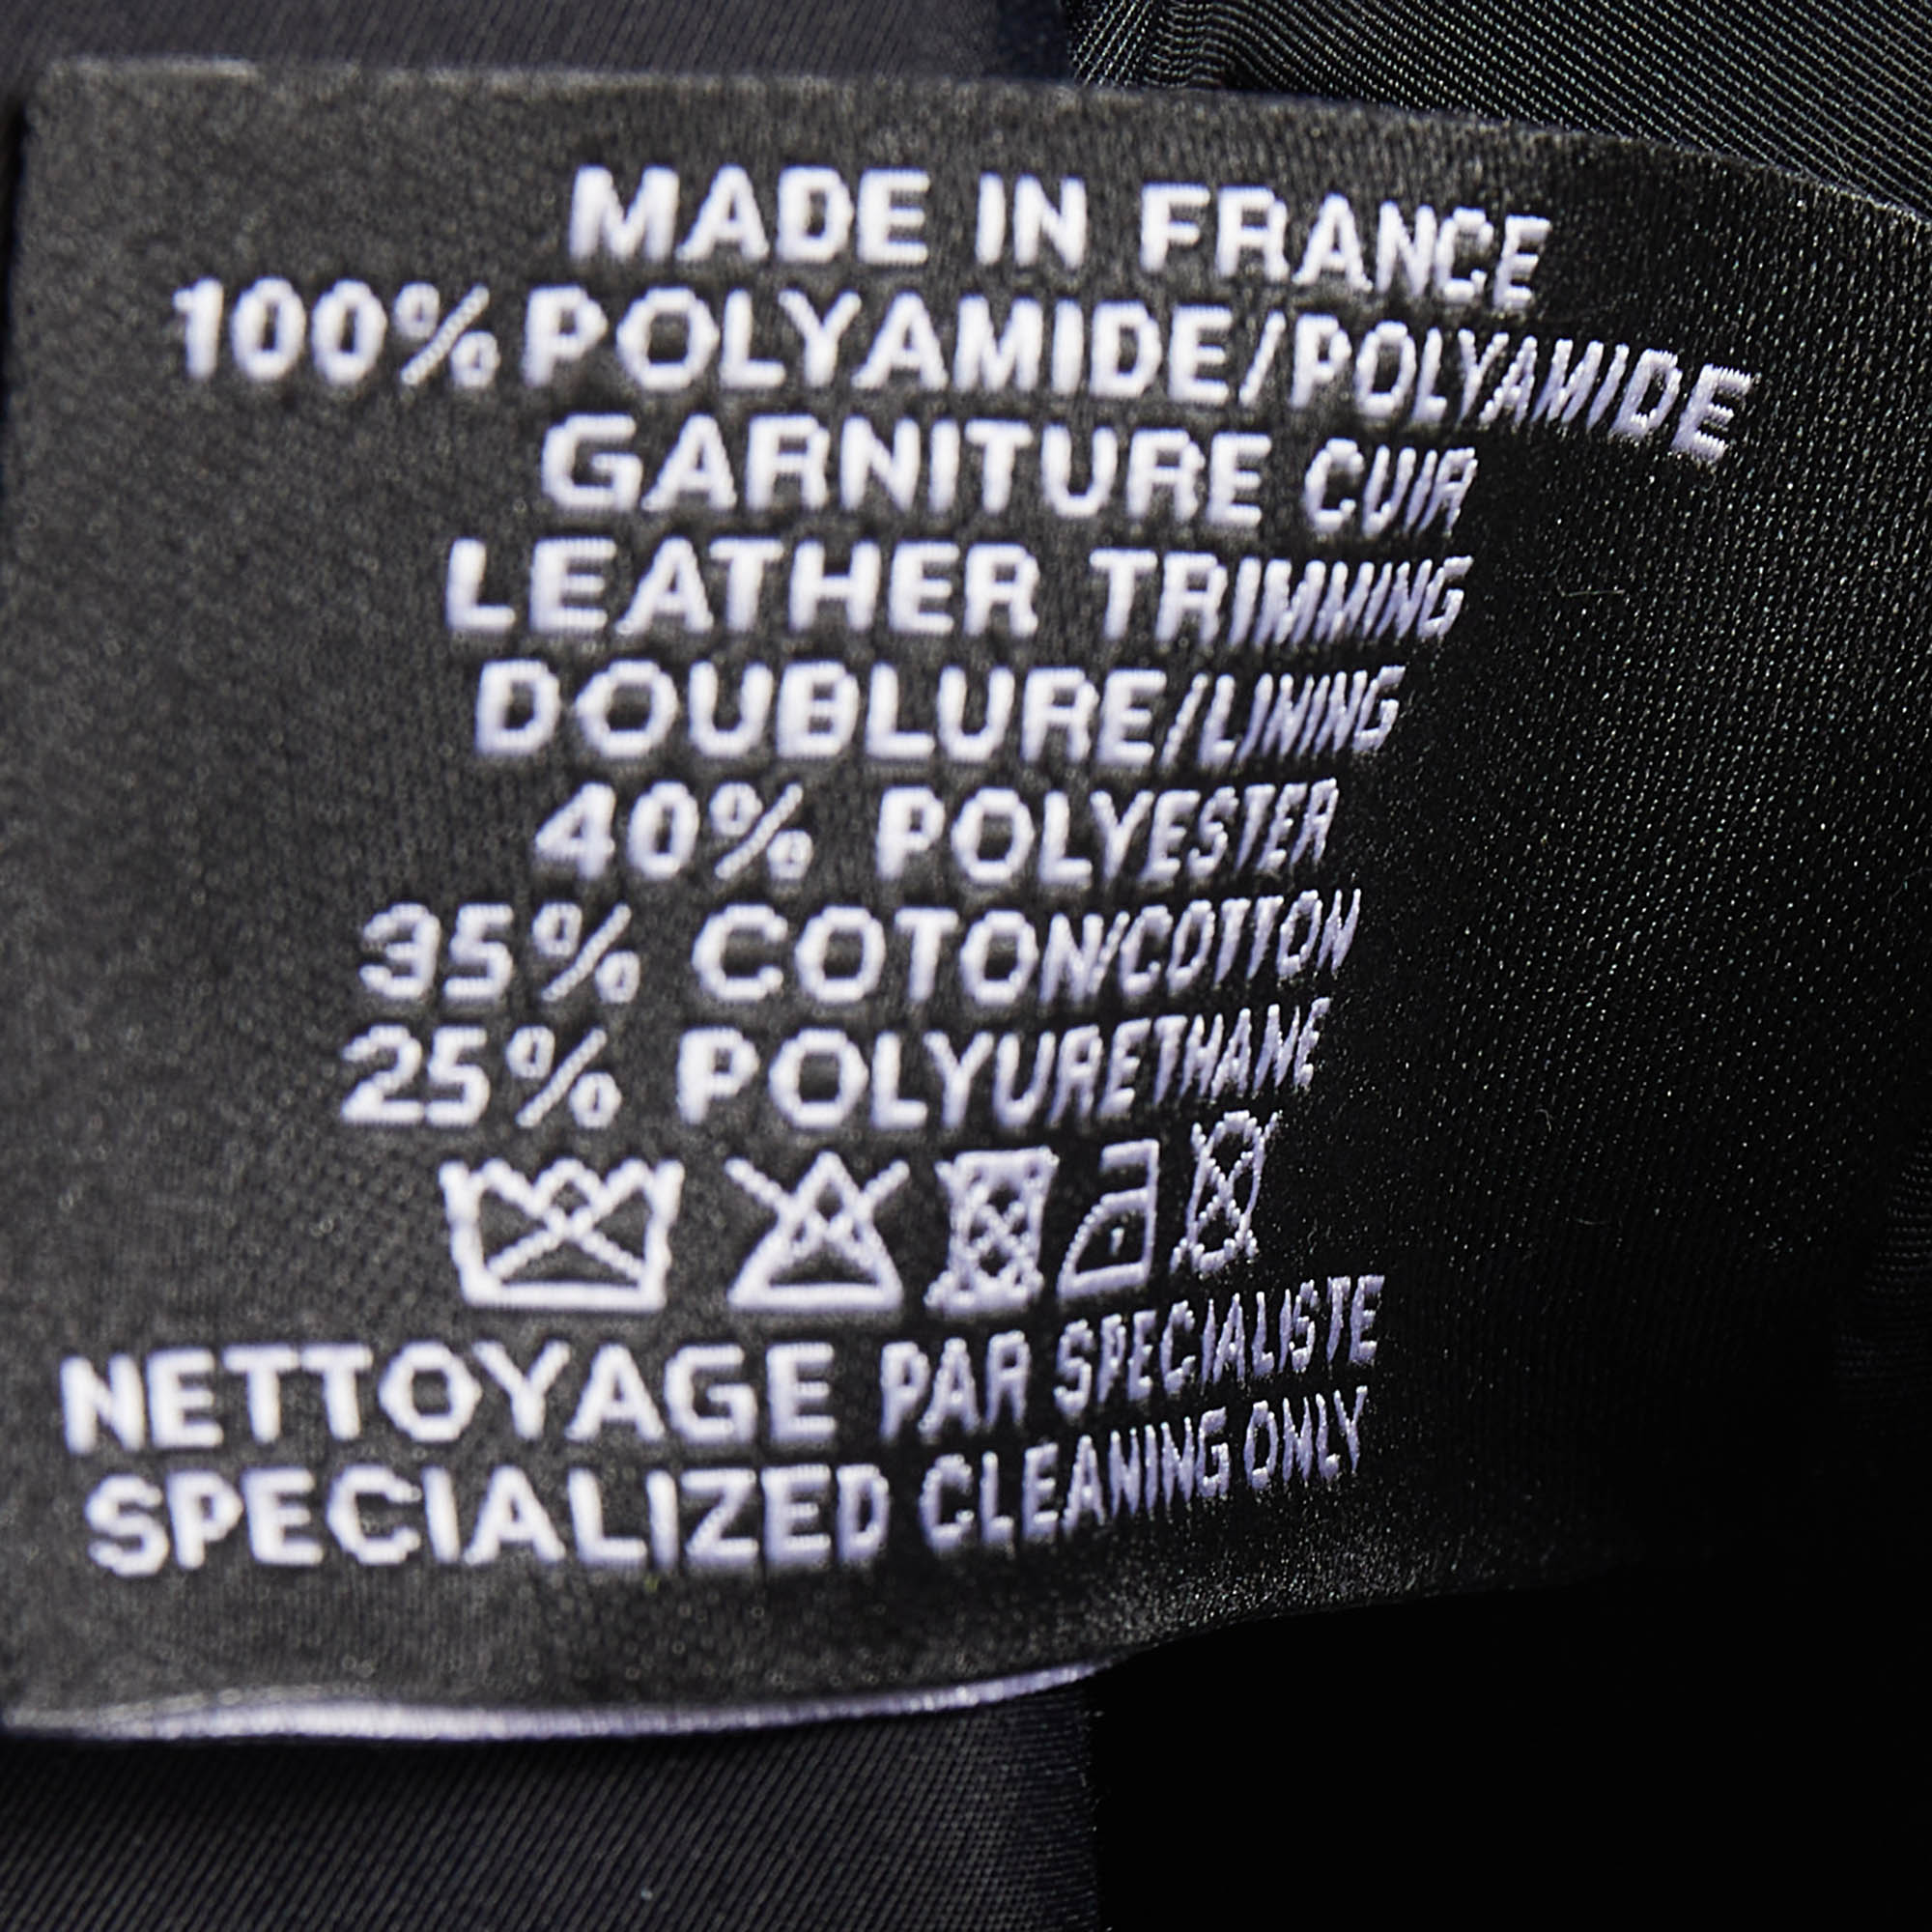 MADE IN FRANCE
100% POLYAMIDE/POLYAMIDE
GARNITURE CUIR
LEATHER TRIMMING
DOUBLURE/LINING
40% POLYESTER
35% COTON/COTTON
25% POLYURETHANE
NETTOYAGE PAR SPECIALISTE
SPECIALIZED CLEANING ONLY